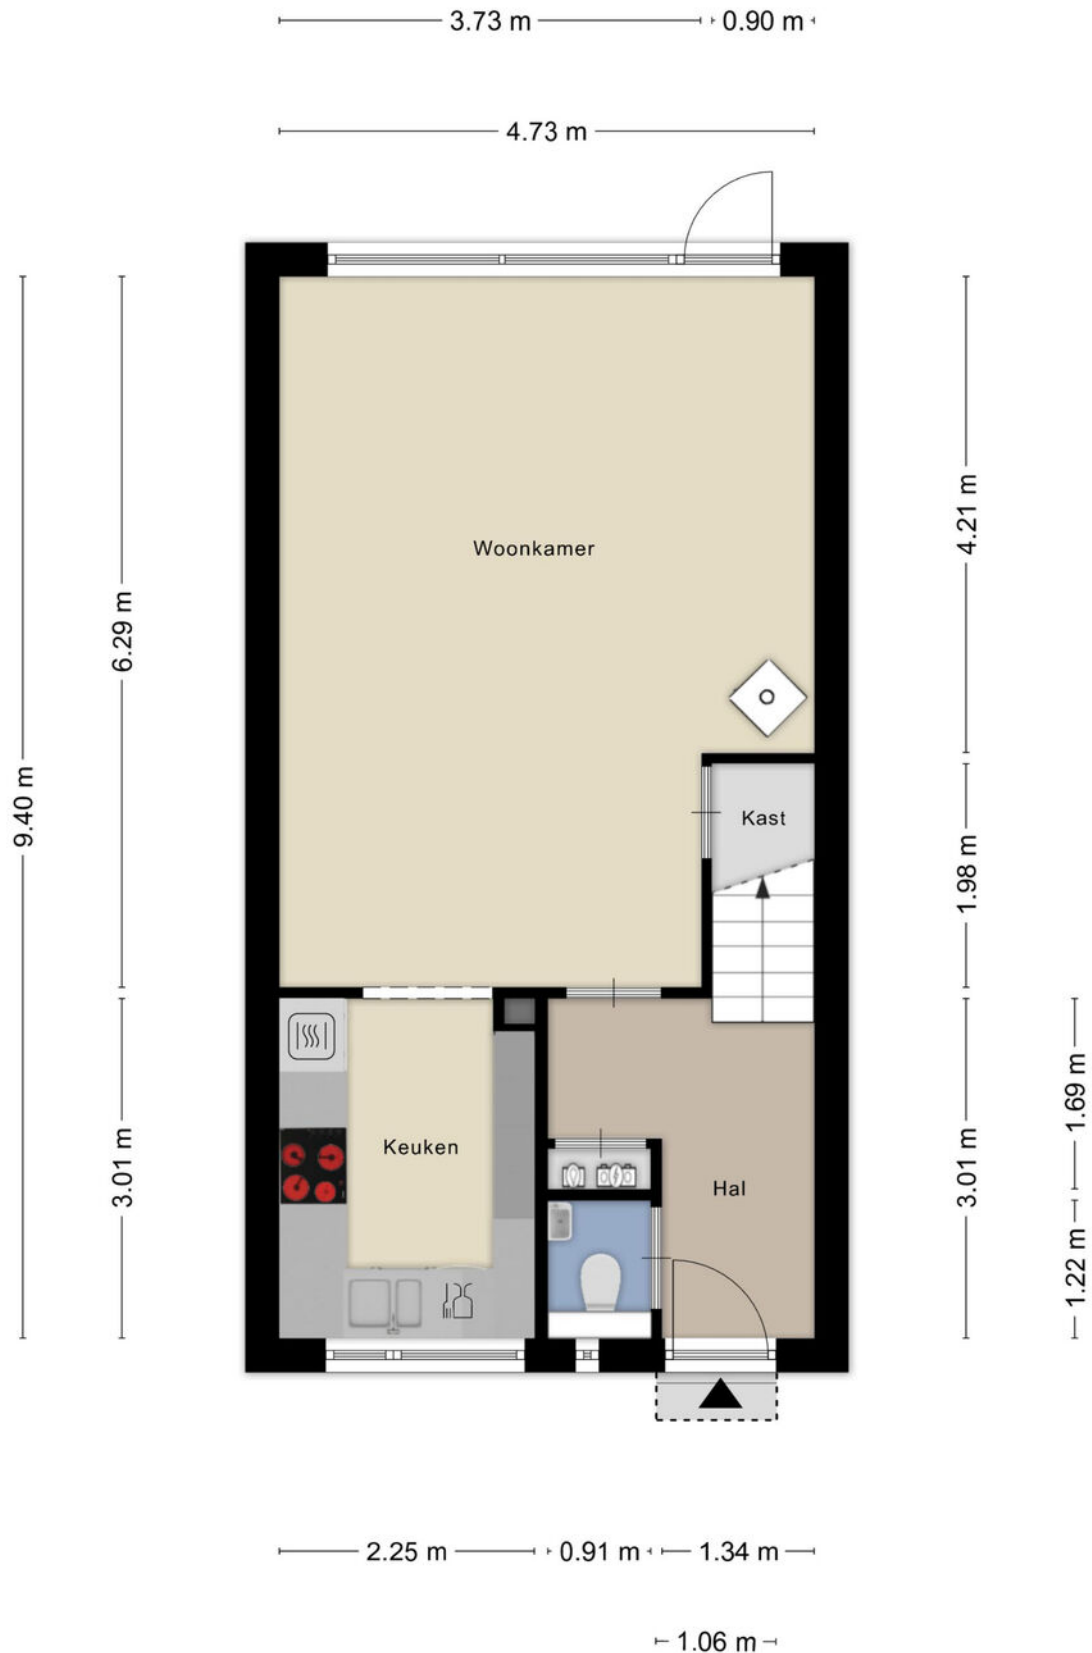 3.73 m
0.90 m
4.73 m
Woonkamer
4.21 m
6.29 m
9.40 m
Kast
1.98 m
Keuken
Hal
3.01 m
3.01 m
1.69 m
1.22 m
2.25 m
0.91 m
1.34 m
1.06 m